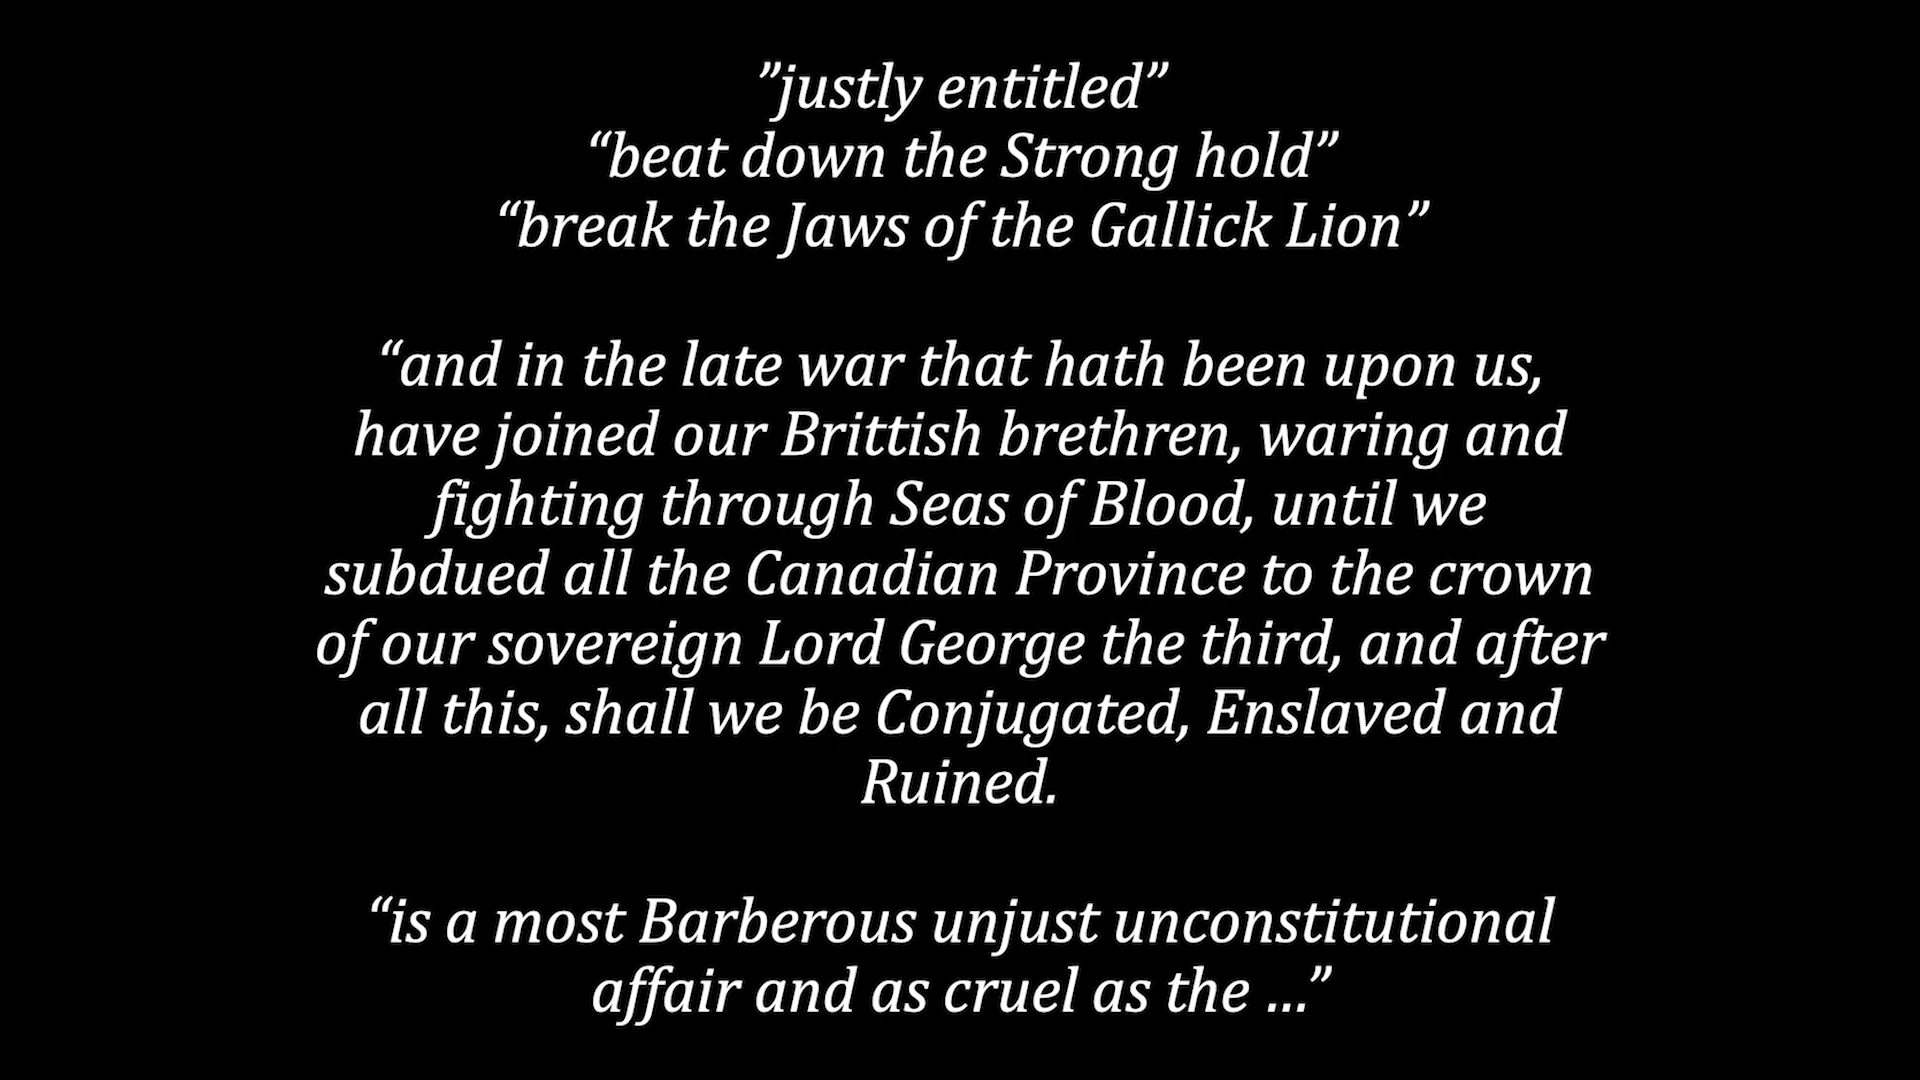 ”justly entitled”
“beat down the Strong hold”
“break the Jaws of the Gallick Lion”
“and in the late war that hath been upon us,
have joined our Brittish brethren, waring and
fighting through Seas of Blood, until we
subdued all the Canadian Province to the crown
of our sovereign Lord George the third, and after
all this, shall we be Conjugated, Enslaved and
Ruined.
“is a most Barberous unjust unconstitutional
affair and as cruel as the ...”